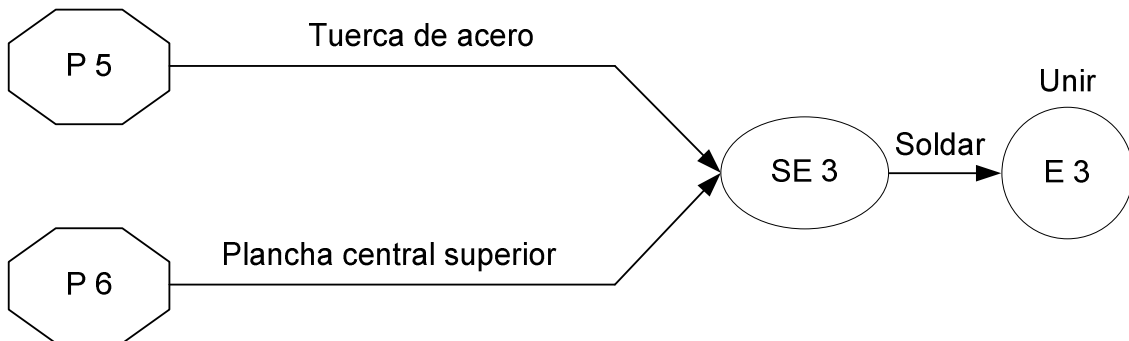 Tuerca de acero
P 5
Unir
Soldar
SE 3
E 3
Plancha central superior
P 6